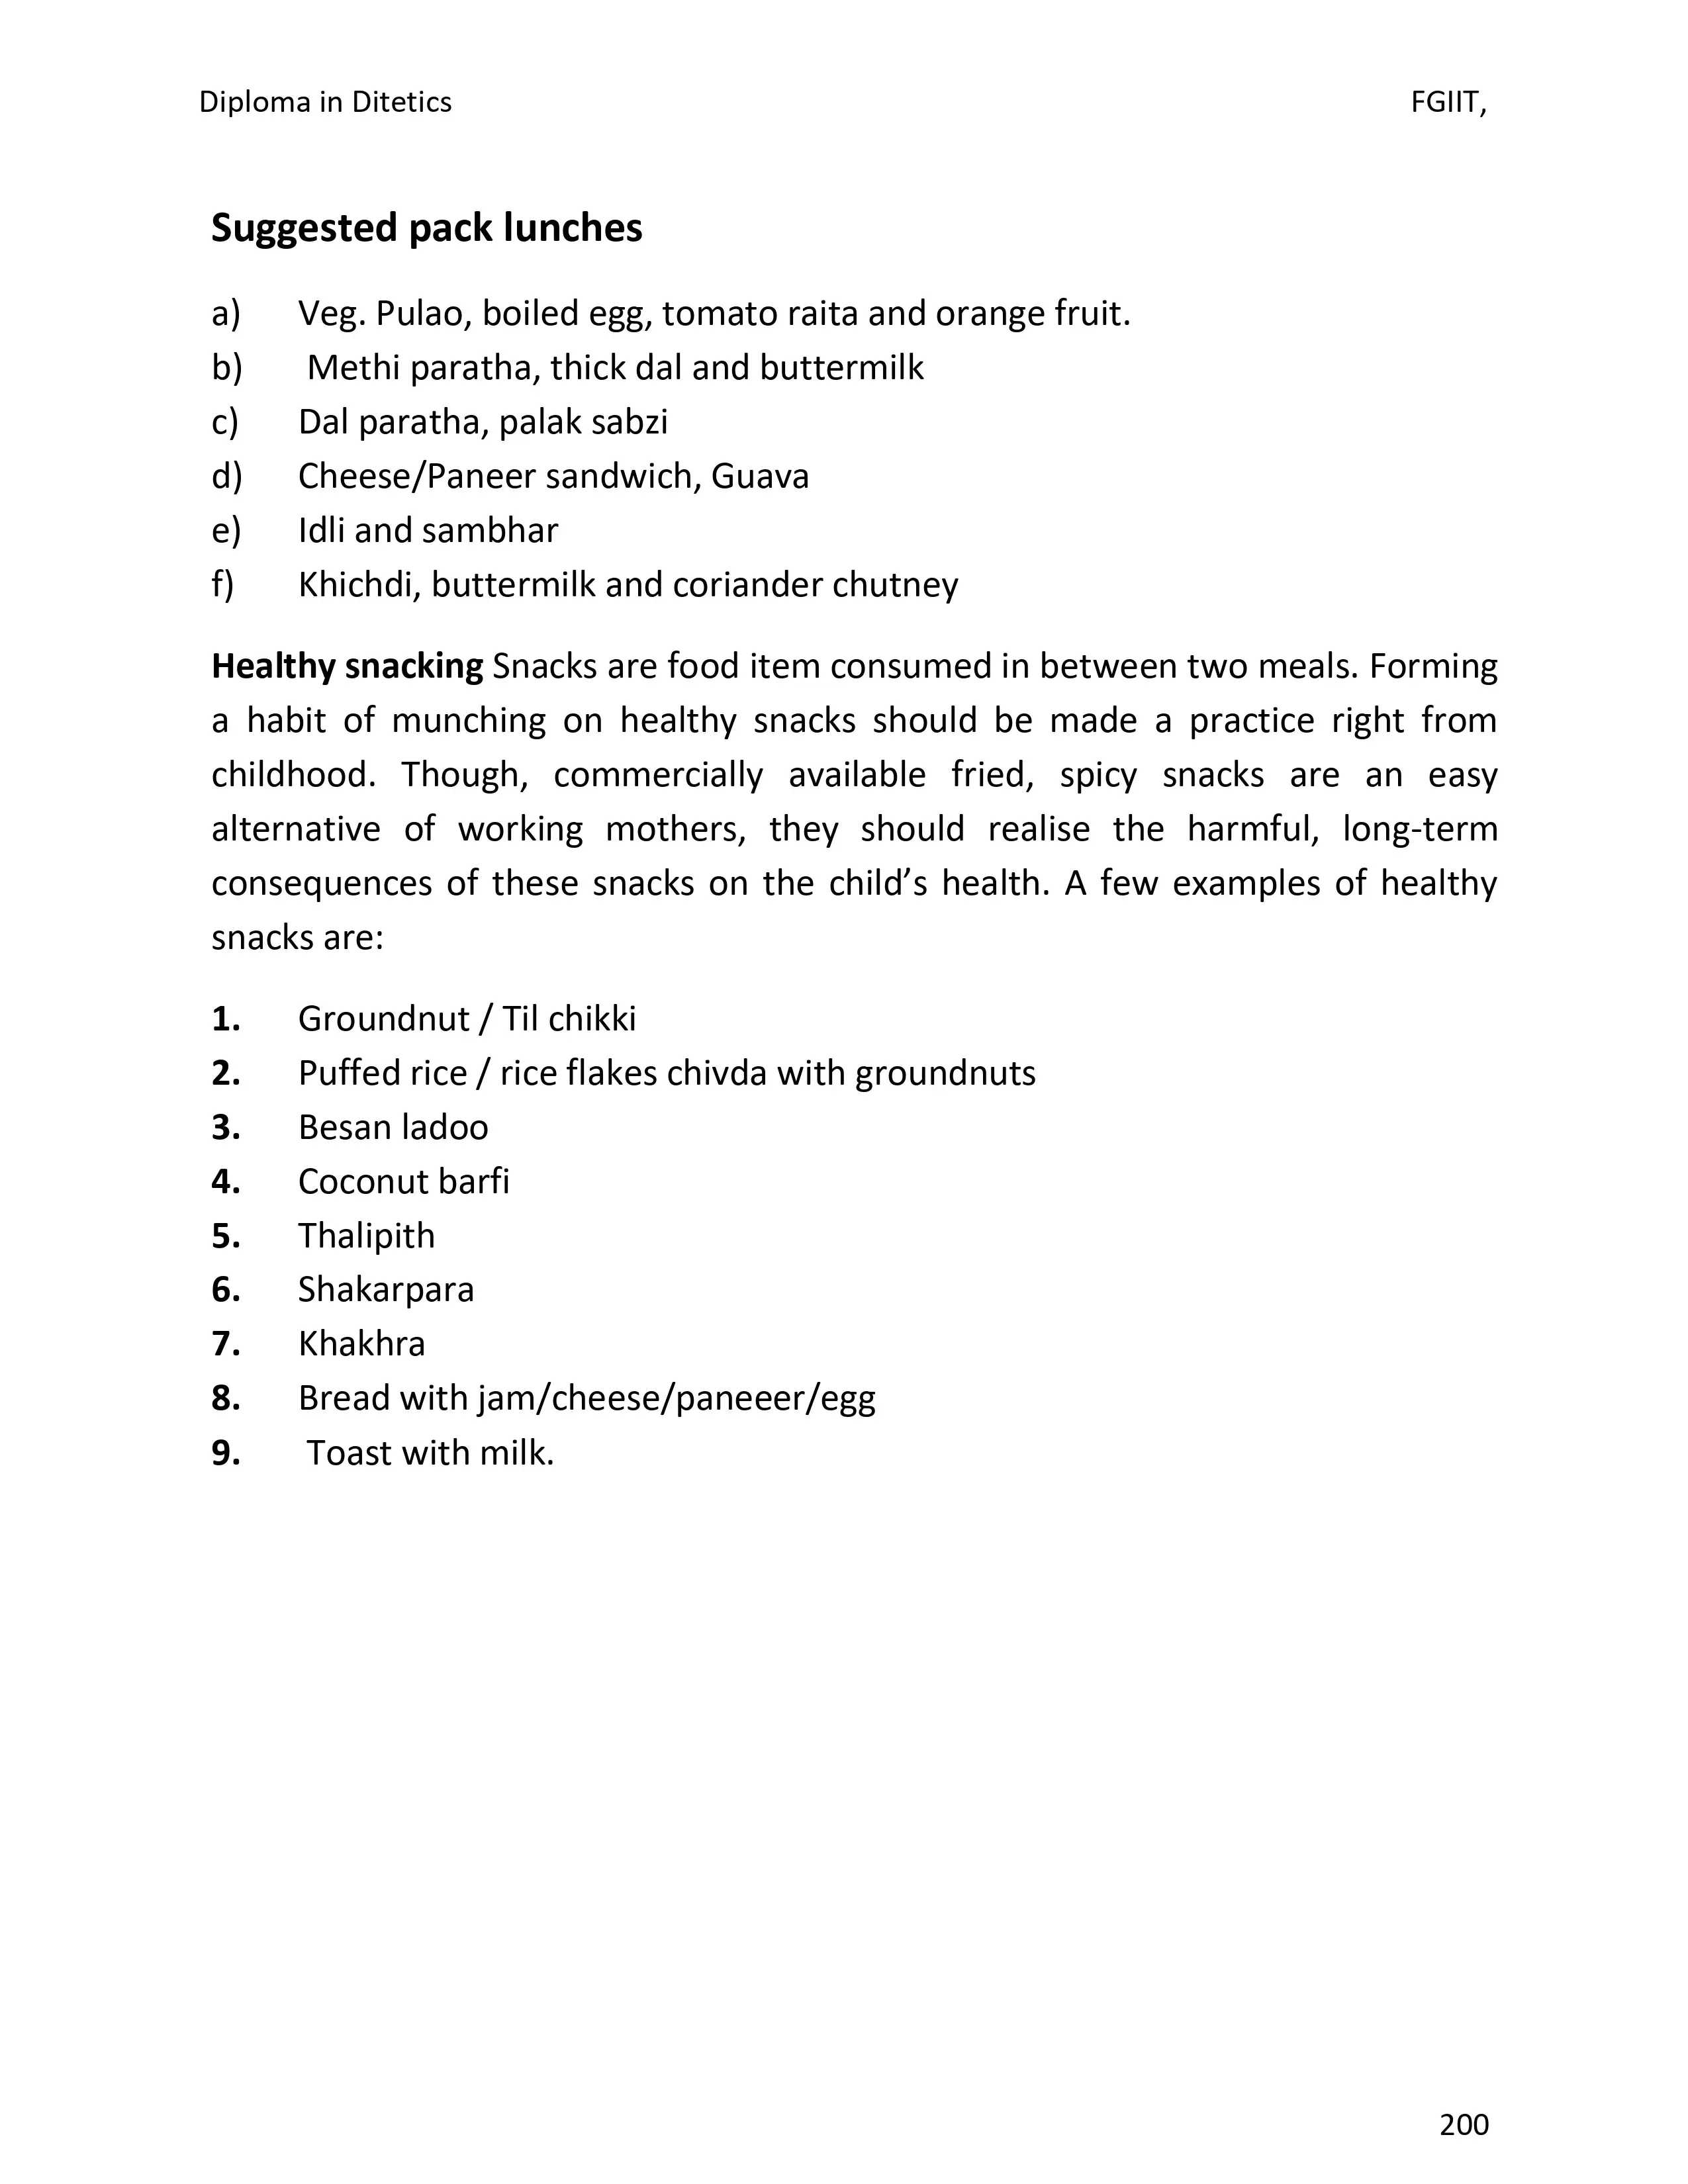 Diploma in Ditetics FGIIT,
Suggested pack lunches
a) Veg. Pulao, boiled egg, tomato raita and orange fruit.
b) Methi paratha, thick dal and buttermilk
c) Dal paratha, palak sabzi
d) Cheese/Paneer sandwich, Guava
e) Idli and sambhar
f) Khichdi, buttermilk and coriander chutney
Healthy snacking Snacks are food item consumed in between two meals. Forming
a habit of munching on healthy snacks should be made a practice right from
childhood. Though, commercially available fried, spicy snacks are an easy
alternative of working mothers, they should realise the harmful, long-term
consequences of these snacks on the child’s health. A few examples of healthy
snacks are:
1. Groundnut / Til chikki
2. Puffed rice / rice flakes chivda with groundnuts
3. Besan ladoo
4. Coconut barfi
5. Thalipith
6. Shakarpara
7. Khakhra
8. Bread with jam/cheese/paneeer/egg
9. Toast with milk.
200